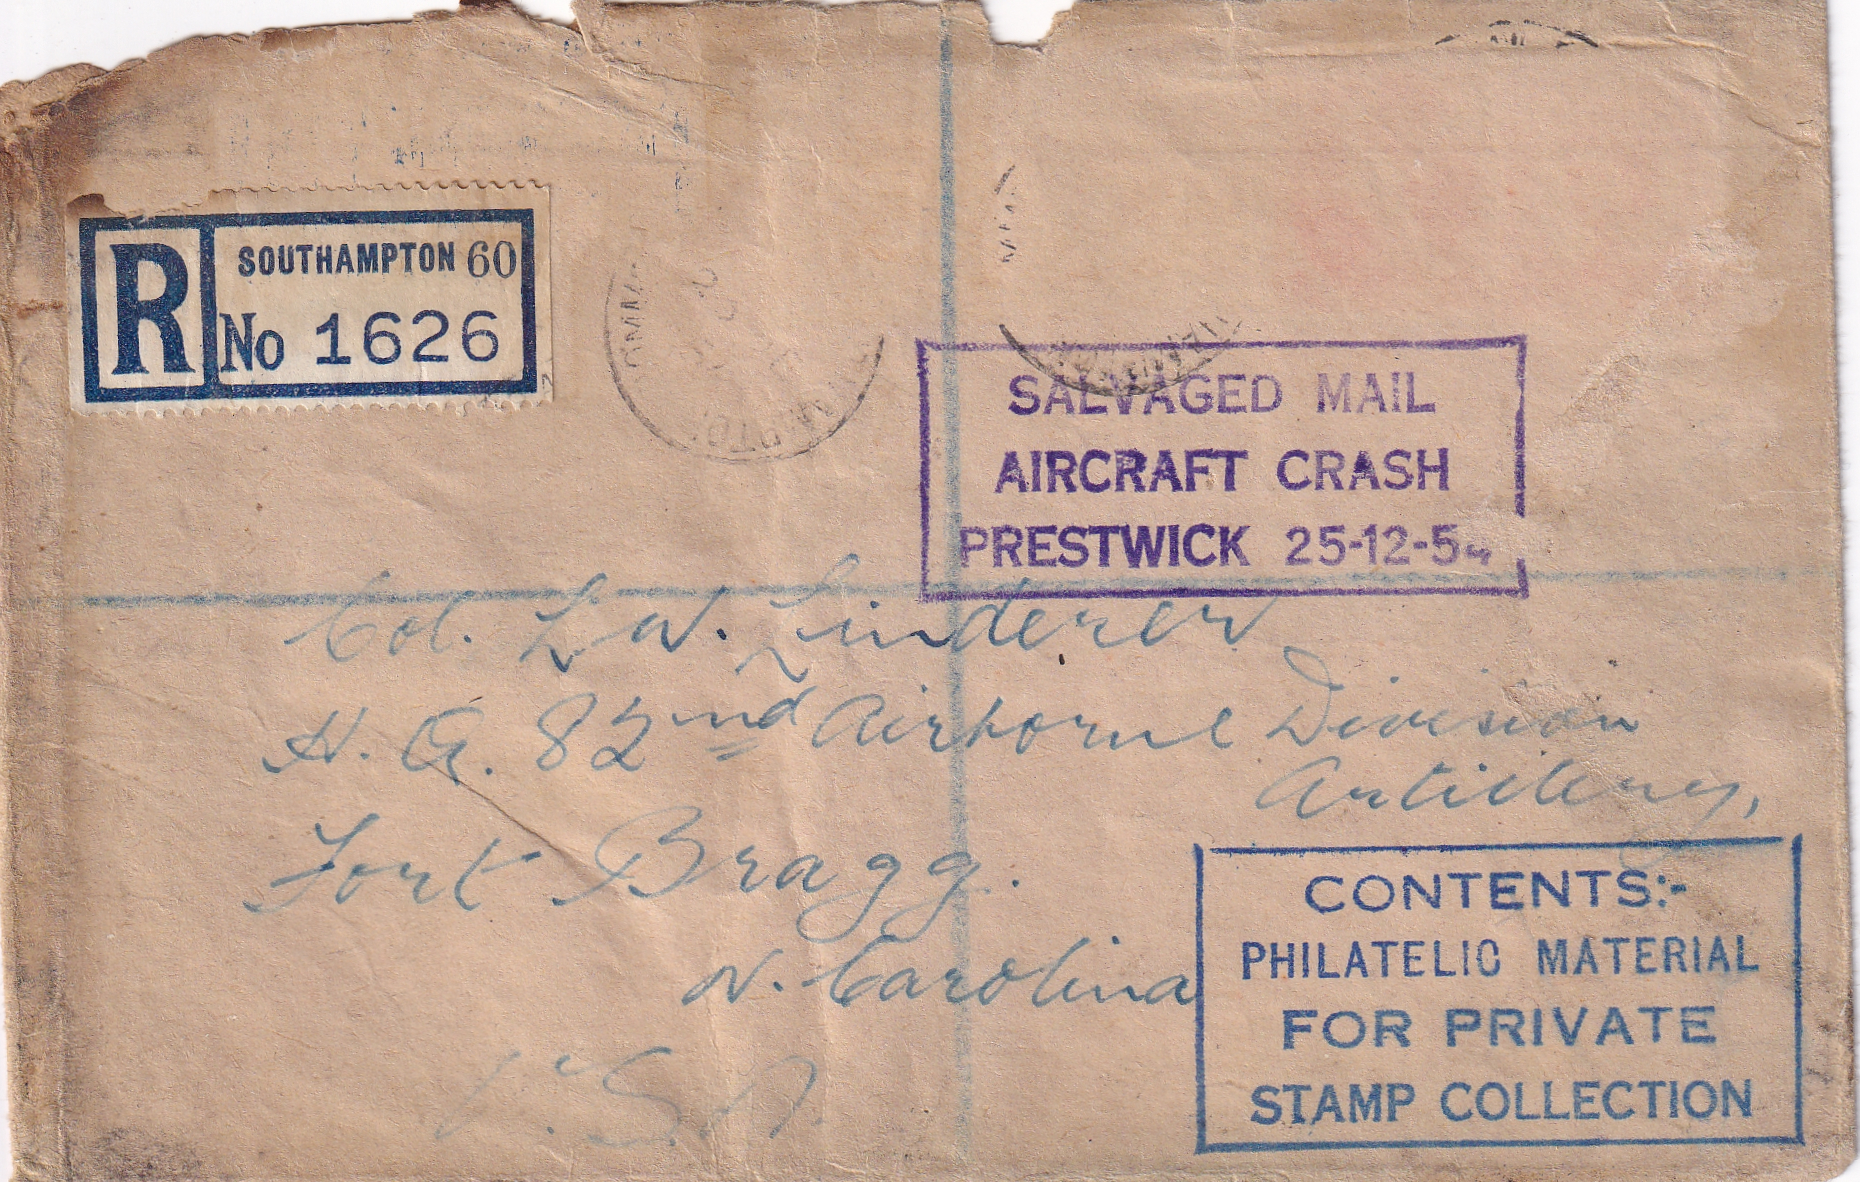 R
SOUTHAMPTON 60
No 1626
SALVAGED MAIL
AIRCRAFT CRASH
PRESTWICK 25-12-54
Col. L W. Linderer
H. Q. 82nd Airborne Division
Artillery,
Fort Bragg.
N. Carolina
U.S.A.
CONTENTS:-
PHILATELIC MATERIAL
FOR PRIVATE
STAMP COLLECTION